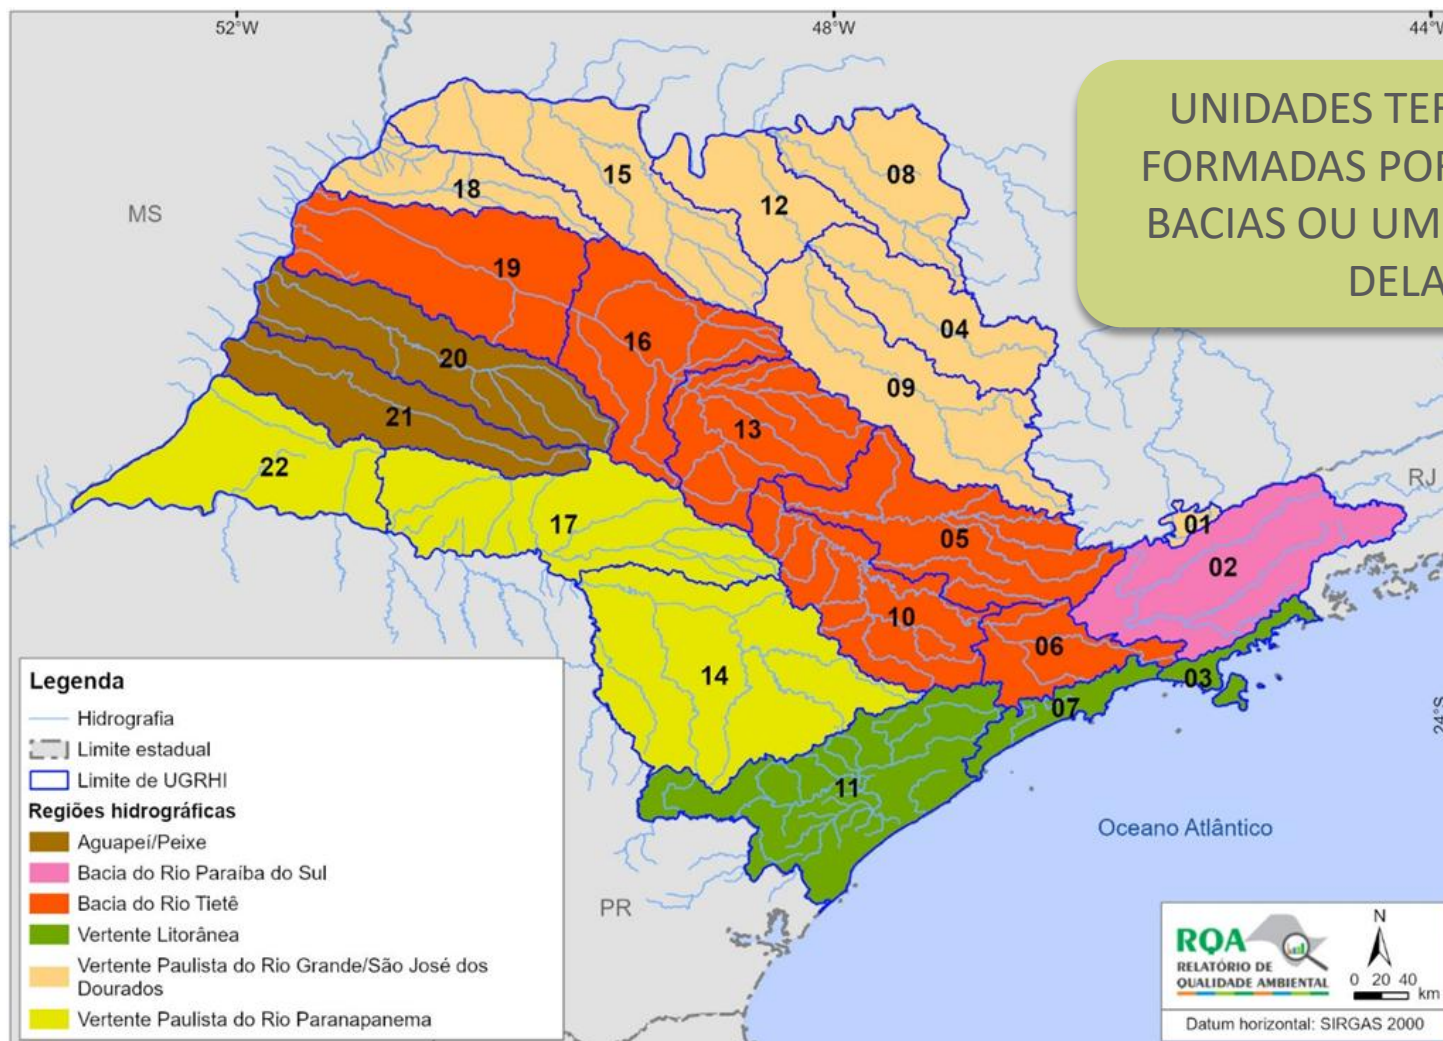 52°W 48°W 44°W
UNIDADES
FORMADAS
BACIAS OU UM
MS
15
08
18
12
19
04
16
20
09
21
13
22
RJ
01
17
05
02
10
06
14
03
07
24°S
11
Legenda
Hidrografia
Limite estadual
Limite de UGRHI
Regiões hidrográficas
Aguapeí/Peixe
Bacia do Rio Paraíba do Sul
Bacia do Rio Tietê
Vertente Litorânea
Vertente Paulista do Rio Grande/São José dos
Dourados
Vertente Paulista do Rio Paranapanema
Oceano Atlântico
PR
RQA
RELATÓRIO DE
QUALIDADE AMBIENTAL
N
0 20 40
km
Datum horizontal: SIRGAS 2000